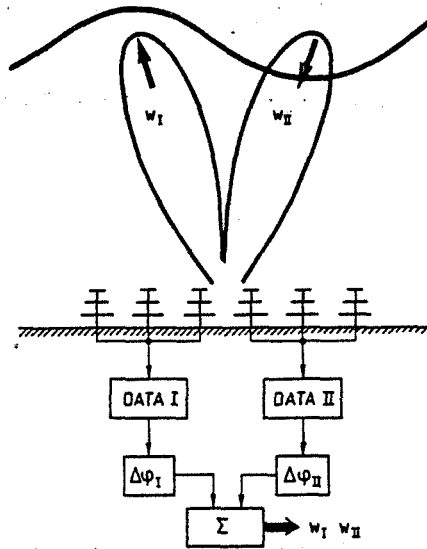 w_I w_II
DATA I DATA II
Δφ_I Δφ_II
Σ w_I w_II